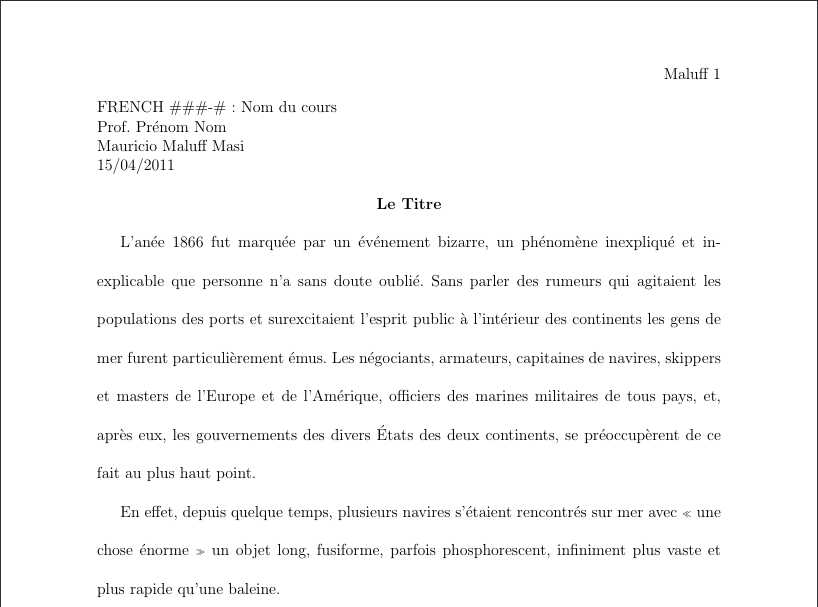 Maluff 1
FRENCH ###-# : Nom du cours
Prof. Prénom Nom
Mauricio Maluff Masi
15/04/2011
Le Titre
L'anée 1866 fut marquée par un événement bizarre, un phénomène inexpliqué et in-
explicable que personne n'a sans doute oublié. Sans parler des rumeurs qui agitaient les
populations des ports et surexcitaient l'esprit public à l'intérieur des continents les gens de
mer furent particulièrement émus. Les négociants, armateurs, capitaines de navires, skippers
et masters de l'Europe et de l'Amérique, officiers des marines militaires de tous pays, et,
après eux, les gouvernements des divers États des deux continents, se préoccupèrent de ce
fait au plus haut point.
En effet, depuis quelque temps, plusieurs navires s'étaient rencontrés sur mer avec « une
chose énorme » un objet long, fusiforme, parfois phosphorescent, infiniment plus vaste et
plus rapide qu'une baleine.